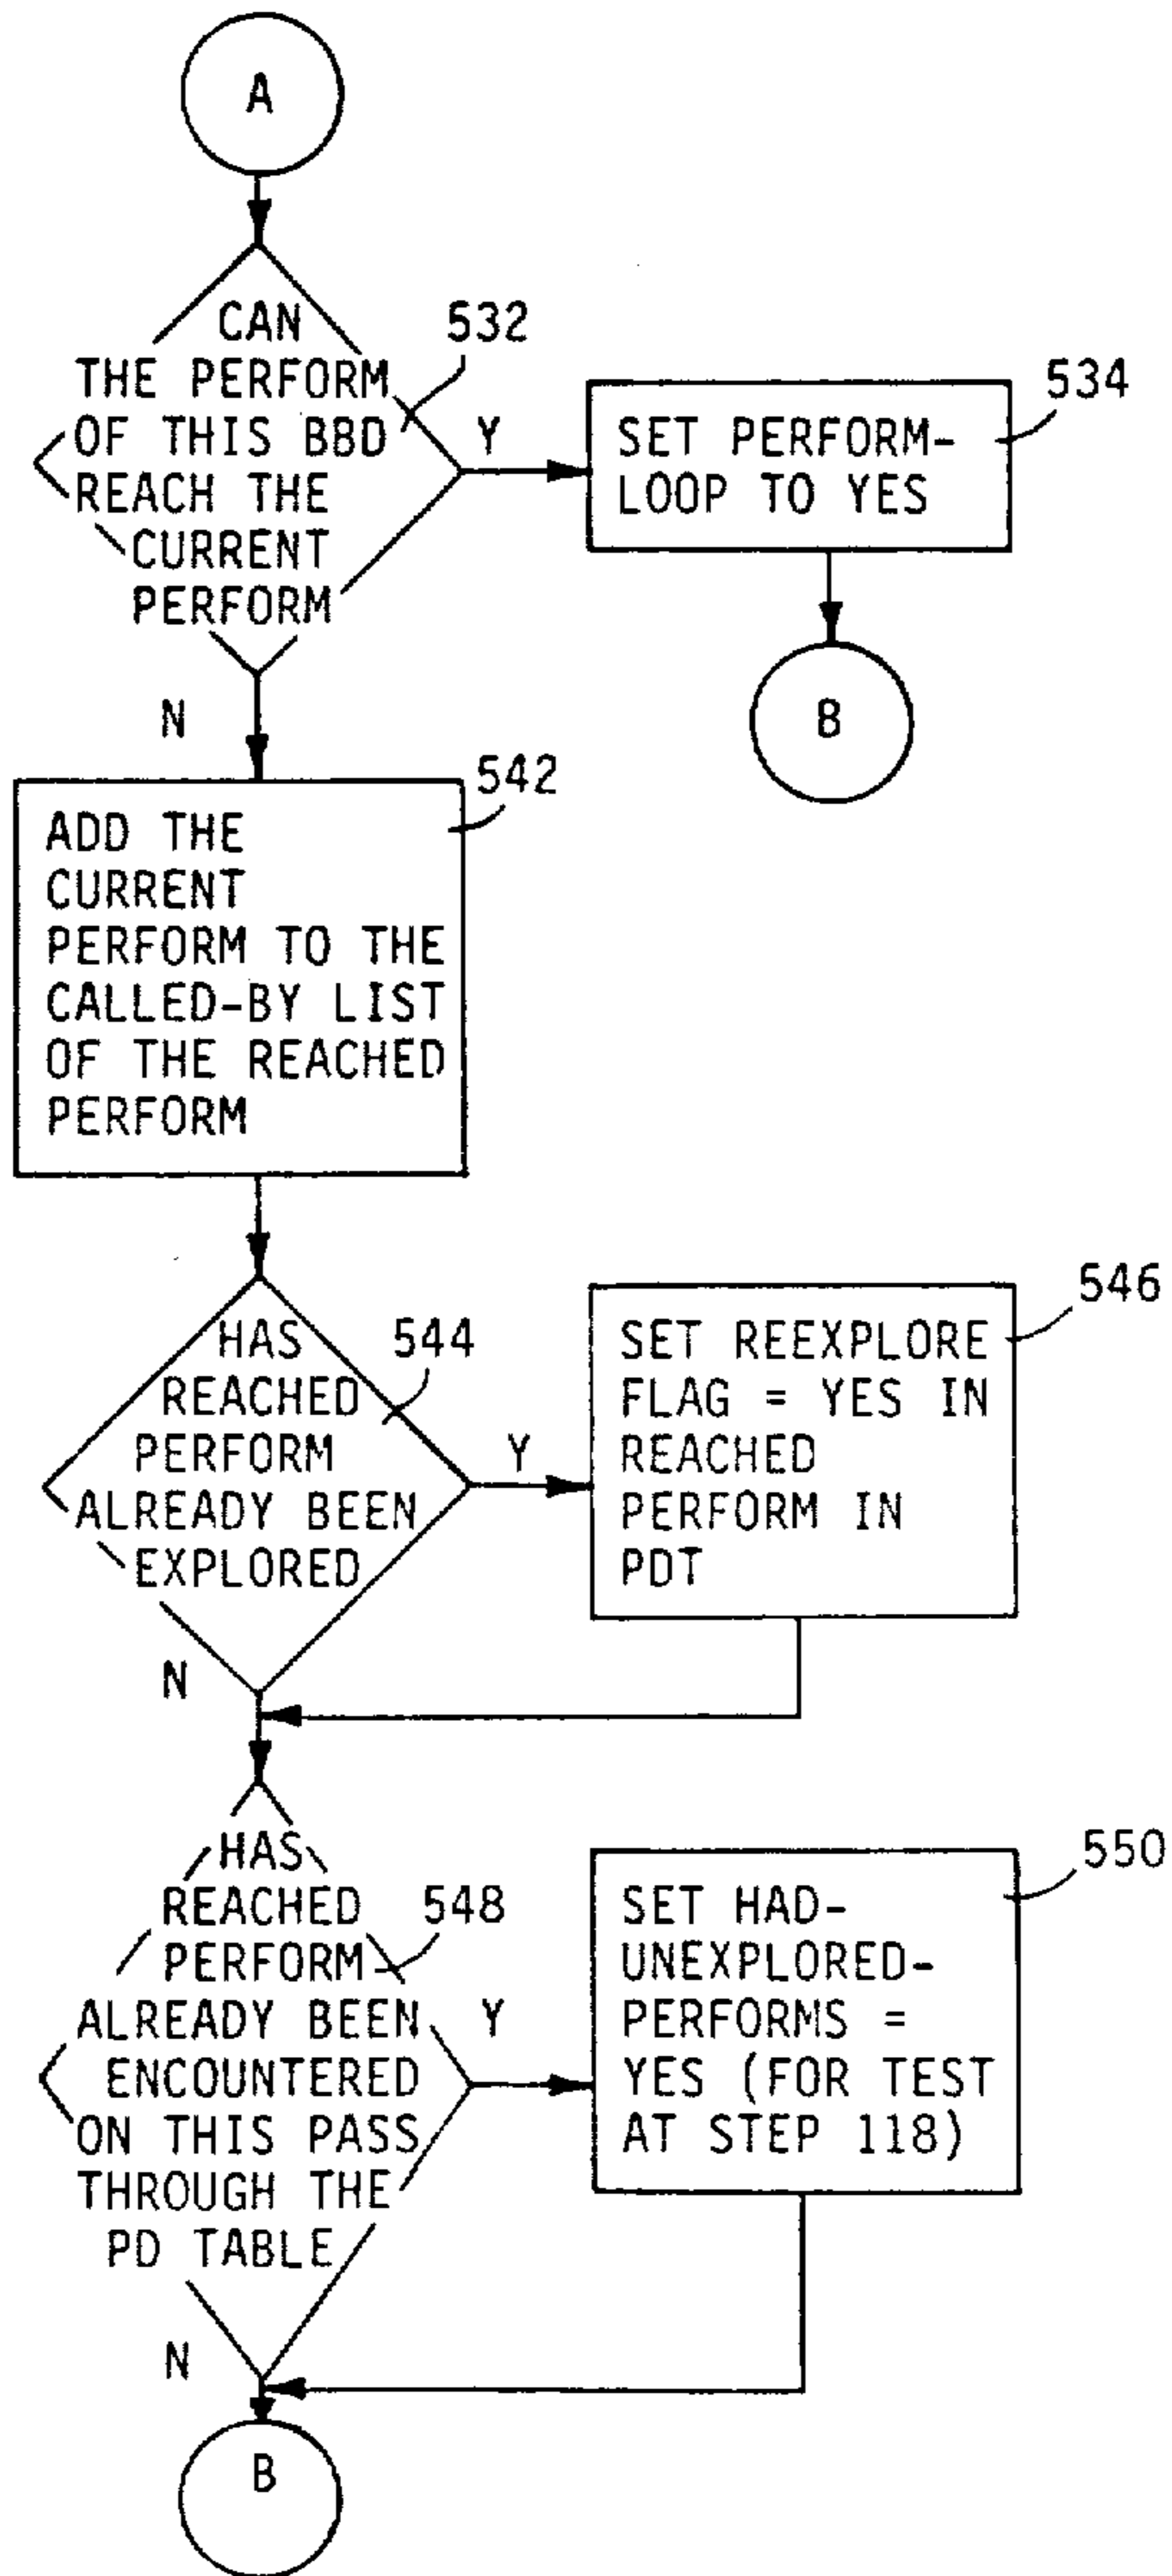 A
CAN
THE PERFORM
OF THIS BBD
REACH THE
CURRENT
PERFORM
532
Y
SET PERFORM-
LOOP TO YES
534
B
N
542
ADD THE
CURRENT
PERFORM TO THE
CALLED-BY LIST
OF THE REACHED
PERFORM
HAS
REACHED
PERFORM
ALREADY BEEN
EXPLORED
544
Y
SET REEXPLORE
FLAG = YES IN
REACHED
PERFORM IN
PDT
546
N
HAS
REACHED
PERFORM
ALREADY BEEN
ENCOUNTERED
ON THIS PASS
THROUGH THE
PD TABLE
548
Y
SET HAD-
UNEXPLORED-
PERFORMS =
YES (FOR TEST
AT STEP 118)
550
N
B